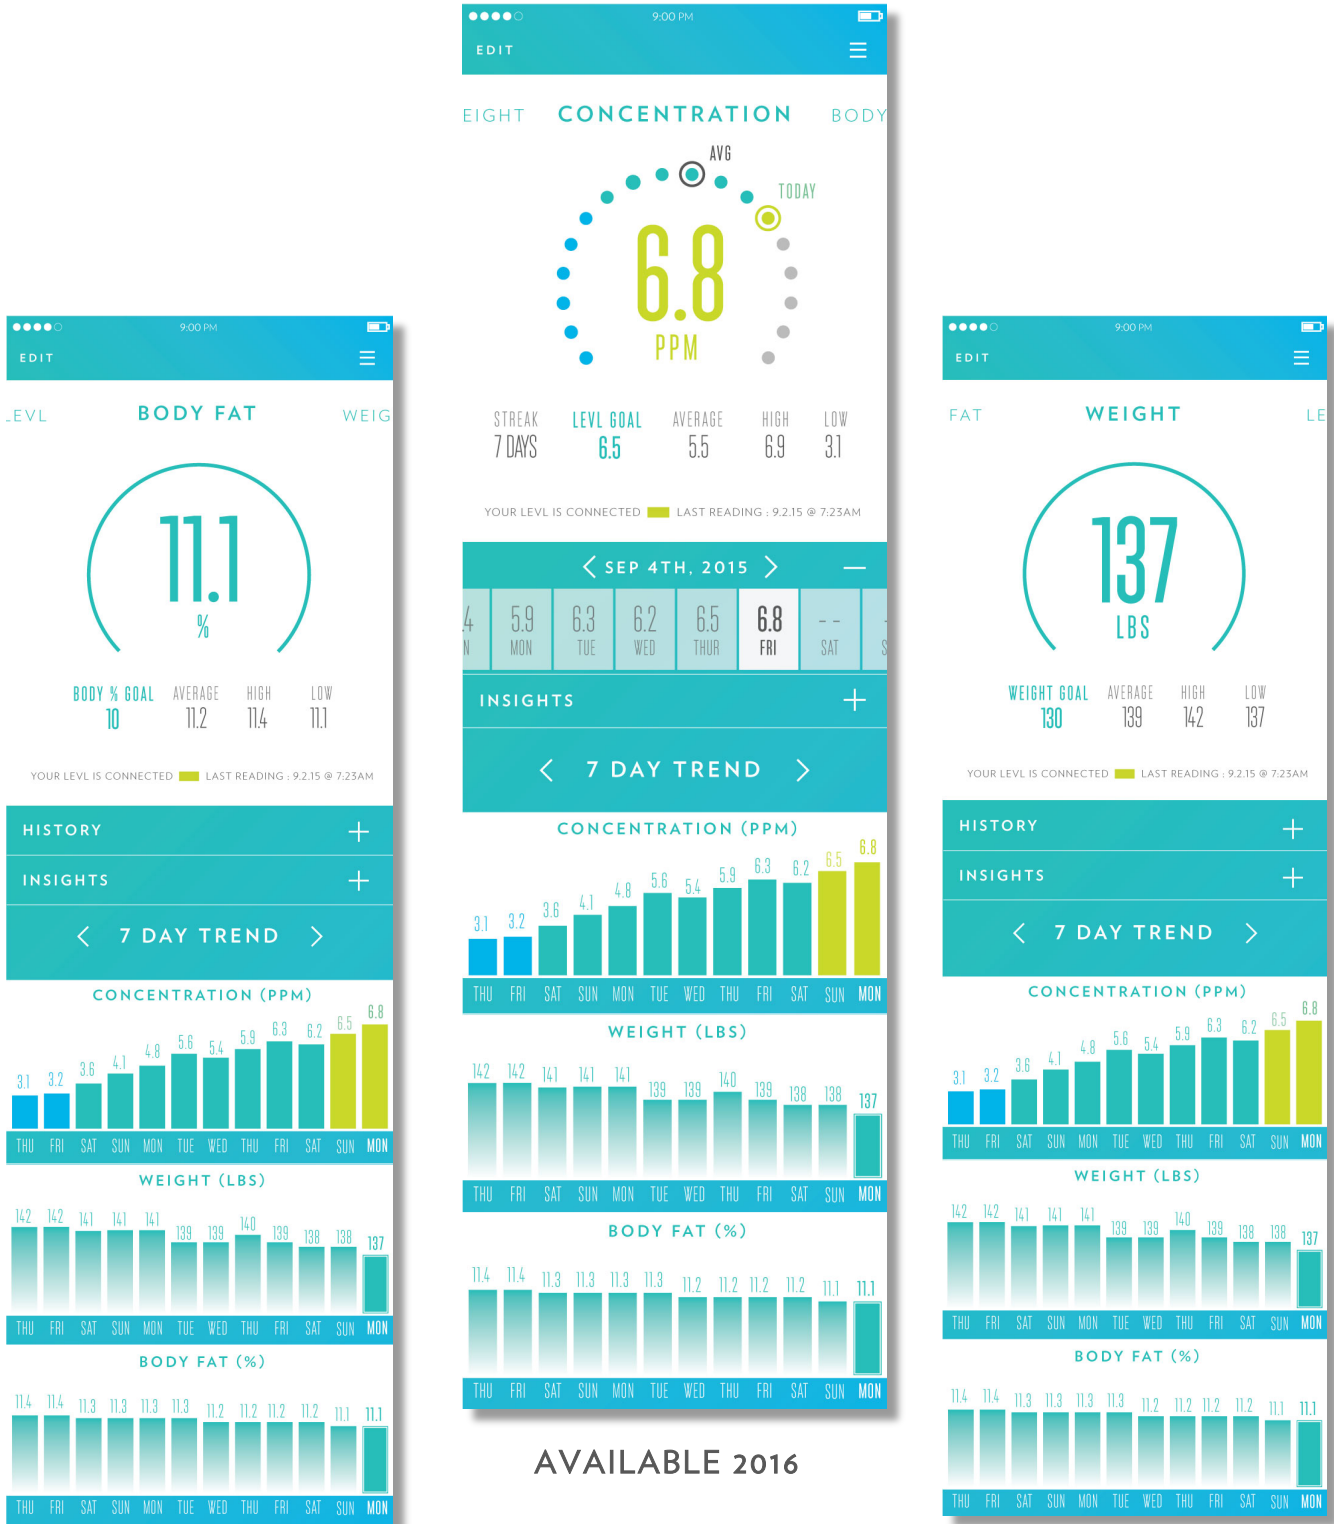 9:00 PM
EDIT
LEVL BODY FAT WEIG
11.1
%
BODY % GOAL AVERAGE HIGH LOW
10 11.2 11.4 11.1
YOUR LEVL IS CONNECTED LAST READING : 9.2.15 @ 7:23AM
HISTORY +
INSIGHTS +
< 7 DAY TREND >
CONCENTRATION (PPM)
3.1 3.2 3.6 4.1 4.8 5.6 5.4 5.9 6.3 6.2 6.5 6.8
THU FRI SAT SUN MON TUE WED THU FRI SAT SUN MON
WEIGHT (LBS)
142 142 141 141 141 139 139 140 139 138 138 137
THU FRI SAT SUN MON TUE WED THU FRI SAT SUN MON
BODY FAT (%)
11.4 11.4 11.3 11.3 11.3 11.3 11.2 11.2 11.2 11.2 11.1 11.1
THU FRI SAT SUN MON TUE WED THU FRI SAT SUN MON
9:00 PM
EDIT
EIGHT CONCENTRATION BODY
AVG
TODAY
6.8
PPM
STREAK LEVL GOAL AVERAGE HIGH LOW
7 DAYS 6.5 5.5 6.9 3.1
YOUR LEVL IS CONNECTED LAST READING : 9.2.15 @ 7:23AM
< SEP 4TH, 2015 > —
.4 5.9 6.3 6.2 6.5 6.8 - - -
N MON TUE WED THUR FRI SAT S
INSIGHTS +
< 7 DAY TREND >
CONCENTRATION (PPM)
3.1 3.2 3.6 4.1 4.8 5.6 5.4 5.9 6.3 6.2 6.5 6.8
THU FRI SAT SUN MON TUE WED THU FRI SAT SUN MON
WEIGHT (LBS)
142 142 141 141 141 139 139 140 139 138 138 137
THU FRI SAT SUN MON TUE WED THU FRI SAT SUN MON
BODY FAT (%)
11.4 11.4 11.3 11.3 11.3 11.3 11.2 11.2 11.2 11.2 11.1 11.1
THU FRI SAT SUN MON TUE WED THU FRI SAT SUN MON
AVAILABLE 2016
9:00 PM
EDIT
FAT WEIGHT LE
137
LBS
WEIGHT GOAL AVERAGE HIGH LOW
130 139 142 137
YOUR LEVL IS CONNECTED LAST READING : 9.2.15 @ 7:23AM
HISTORY +
INSIGHTS +
< 7 DAY TREND >
CONCENTRATION (PPM)
3.1 3.2 3.6 4.1 4.8 5.6 5.4 5.9 6.3 6.2 6.5 6.8
THU FRI SAT SUN MON TUE WED THU FRI SAT SUN MON
WEIGHT (LBS)
142 142 141 141 141 139 139 140 139 138 138 137
THU FRI SAT SUN MON TUE WED THU FRI SAT SUN MON
BODY FAT (%)
11.4 11.4 11.3 11.3 11.3 11.3 11.2 11.2 11.2 11.2 11.1 11.1
THU FRI SAT SUN MON TUE WED THU FRI SAT SUN MON